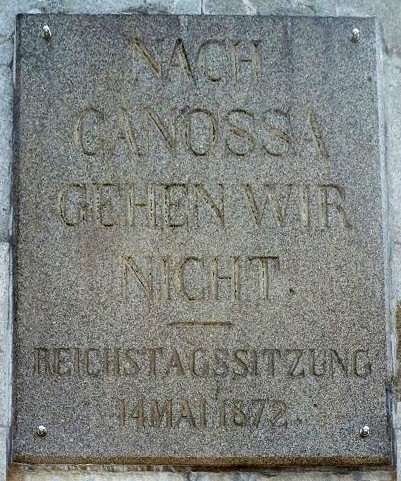 NACH
CANOSSA
GEHEN WIR
NICHT.
REICHSTAGSSITZUNG
14 MAI 1872.